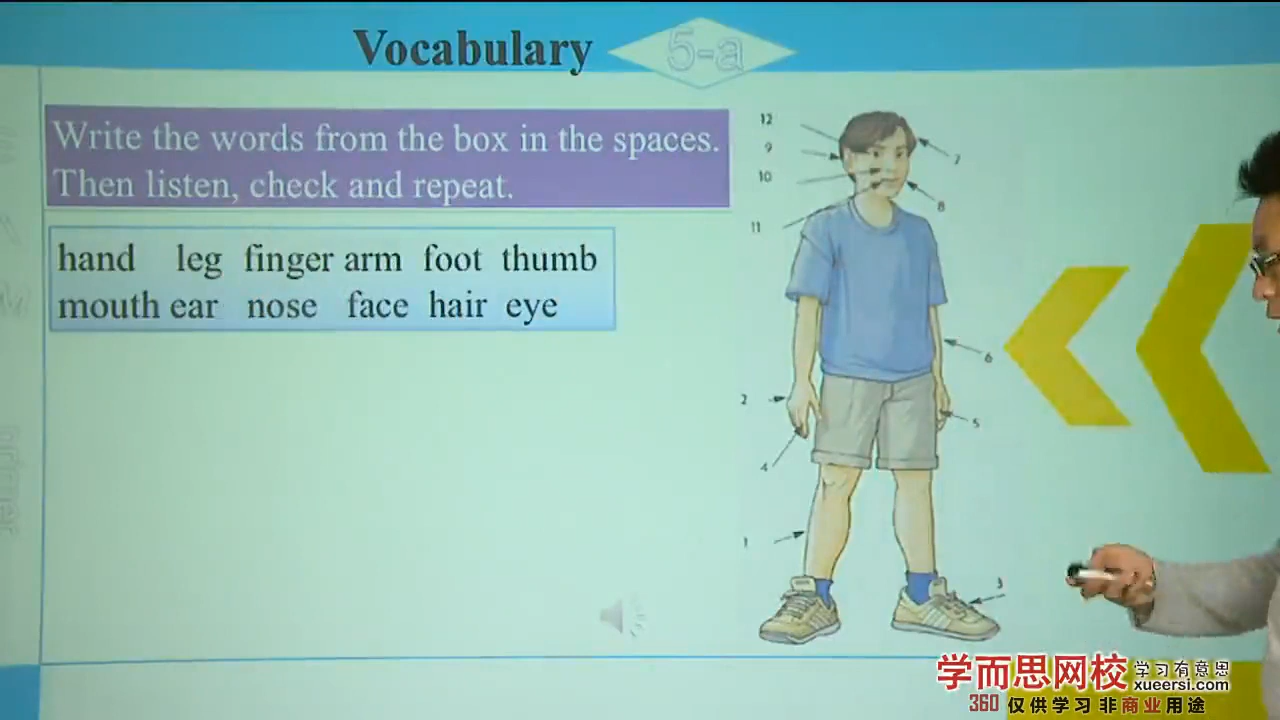 Vocabulary
5-a
Write the words from the box in the spaces.
Then listen, check and repeat.
hand leg finger arm foot thumb
mouth ear nose face hair eye
12
9
10
11
7
8
6
2
5
4
1
3
学而思网校 学习有意思
xueersi.com
360 仅供学习 非商业用途